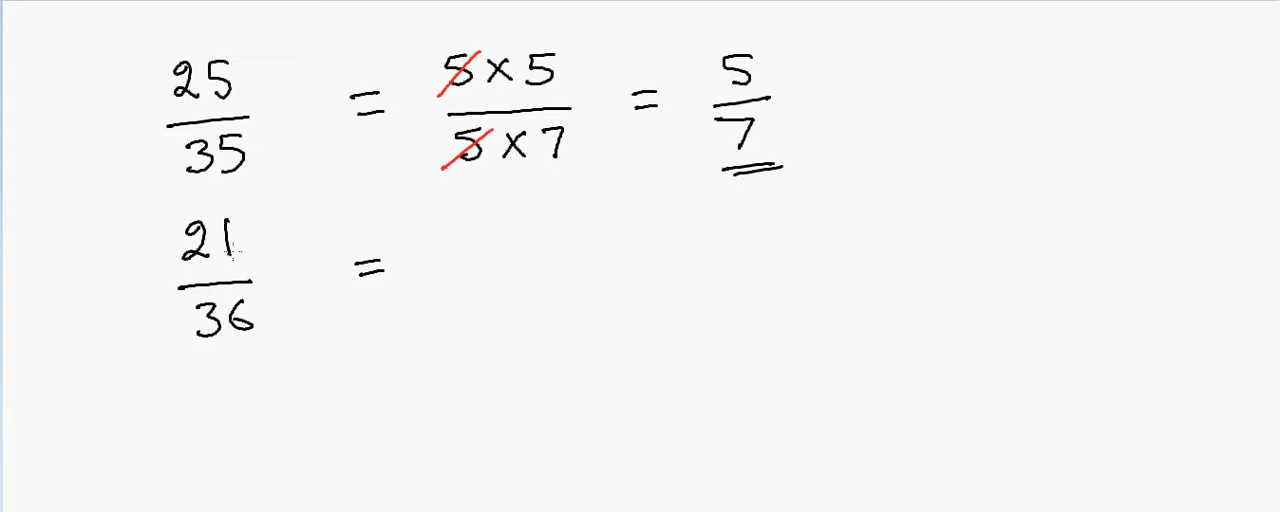 25/35 = 5×5/5×7 = 5/7
21/36 =